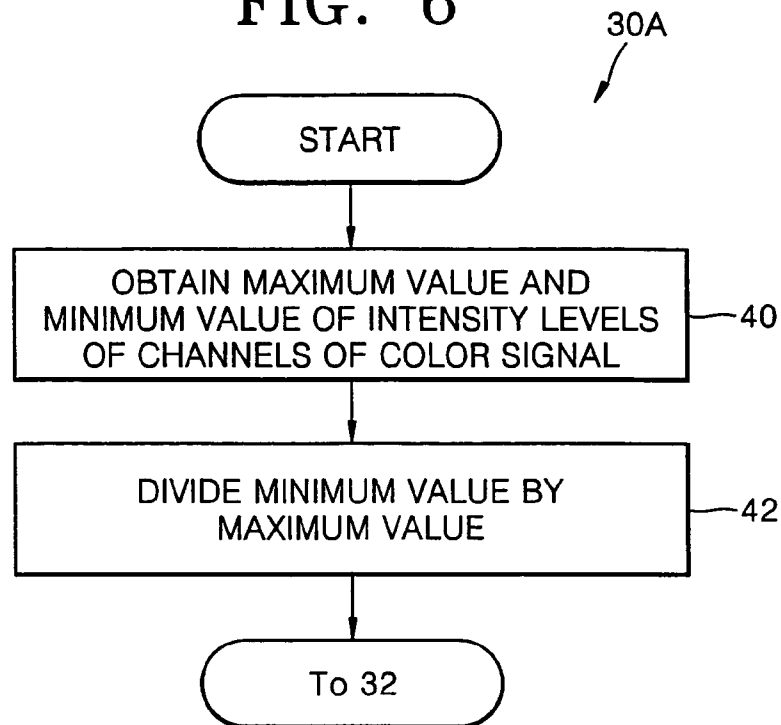 FIG. 6
30A
START
OBTAIN MAXIMUM VALUE AND
MINIMUM VALUE OF INTENSITY LEVELS
OF CHANNELS OF COLOR SIGNAL
40
DIVIDE MINIMUM VALUE BY
MAXIMUM VALUE
42
To 32